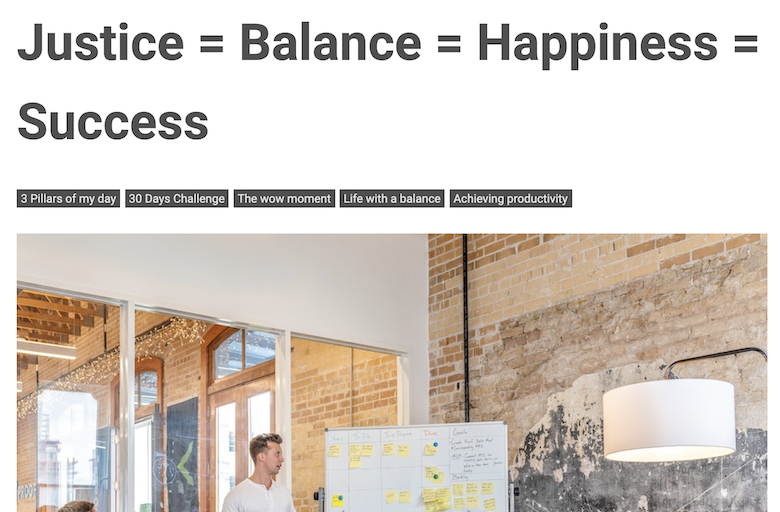 Justice = Balance = Happiness =
Success
3 Pillars of my day 30 Days Challenge The wow moment Life with a balance Achieving productivity